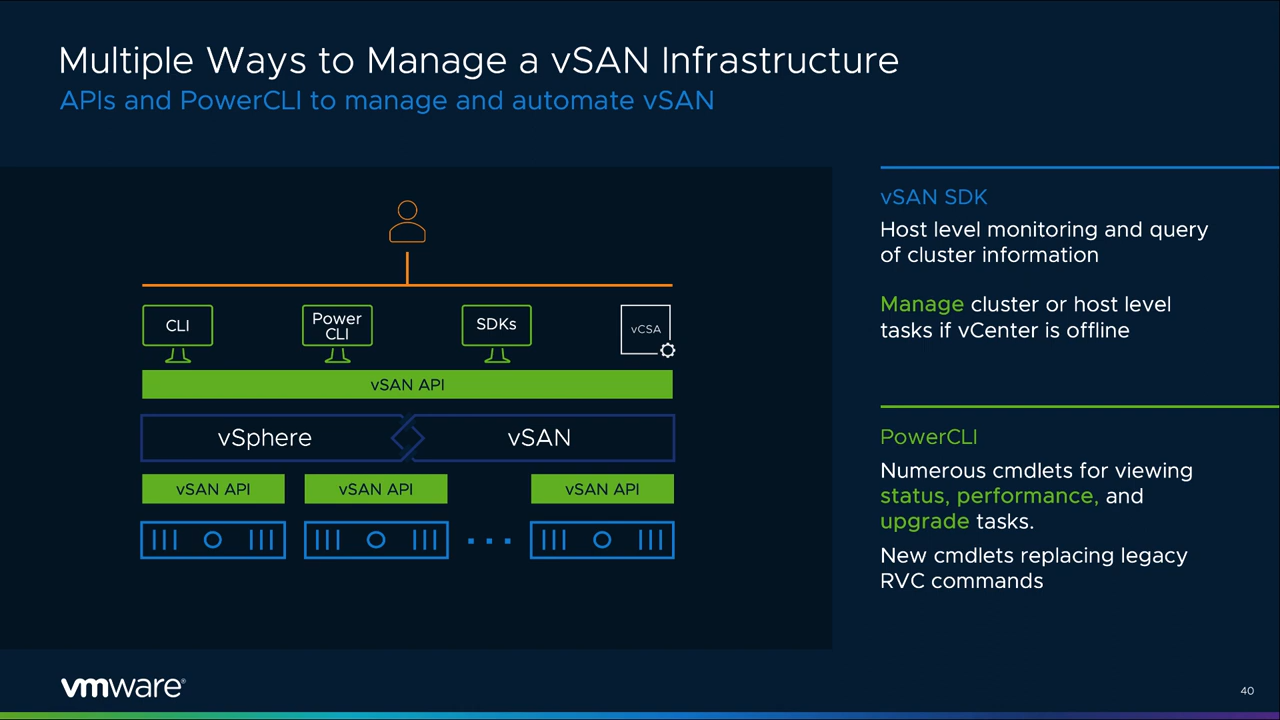 Multiple Ways to Manage a vSAN Infrastructure
APIs and PowerCLI to manage and automate vSAN
CLI
Power
CLI
SDKs
vCSA
vSAN API
vSphere
vSAN
vSAN API
vSAN API
vSAN API
vSAN SDK
Host level monitoring and query
of cluster information
Manage cluster or host level
tasks if vCenter is offline
PowerCLI
Numerous cmdlets for viewing
status, performance, and
upgrade tasks.
New cmdlets replacing legacy
RVC commands
vmware®
40